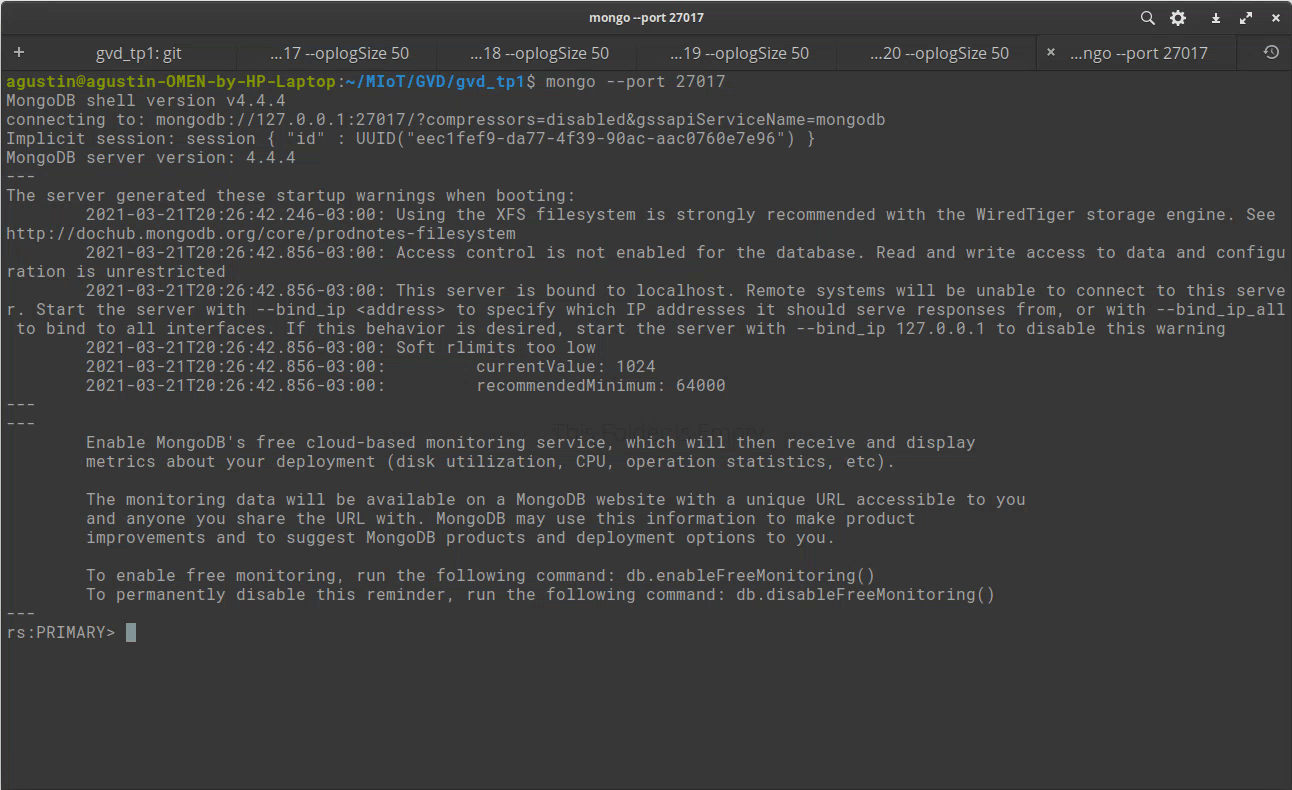 mongo --port 27017
+ gvd_tp1: git ...17 --oplogSize 50 ...18 --oplogSize 50 ...19 --oplogSize 50 ...20 --oplogSize 50 × ...ngo --port 27017
agustin@agustin-OMEN-by-HP-Laptop:~/MIoT/GVD/gvd_tp1$ mongo --port 27017
MongoDB shell version v4.4.4
connecting to: mongodb://127.0.0.1:27017/?compressors=disabled&gssapiServiceName=mongodb
Implicit session: session { "id" : UUID("eec1fef9-da77-4f39-90ac-aac0760e7e96") }
MongoDB server version: 4.4.4
---
The server generated these startup warnings when booting:
        2021-03-21T20:26:42.246-03:00: Using the XFS filesystem is strongly recommended with the WiredTiger storage engine. See
http://dochub.mongodb.org/core/prodnotes-filesystem
        2021-03-21T20:26:42.856-03:00: Access control is not enabled for the database. Read and write access to data and configu
ration is unrestricted
        2021-03-21T20:26:42.856-03:00: This server is bound to localhost. Remote systems will be unable to connect to this serve
r. Start the server with --bind_ip <address> to specify which IP addresses it should serve responses from, or with --bind_ip_all
 to bind to all interfaces. If this behavior is desired, start the server with --bind_ip 127.0.0.1 to disable this warning
        2021-03-21T20:26:42.856-03:00: Soft rlimits too low
        2021-03-21T20:26:42.856-03:00:         currentValue: 1024
        2021-03-21T20:26:42.856-03:00:         recommendedMinimum: 64000
---
---
        Enable MongoDB's free cloud-based monitoring service, which will then receive and display
        metrics about your deployment (disk utilization, CPU, operation statistics, etc).

        The monitoring data will be available on a MongoDB website with a unique URL accessible to you
        and anyone you share the URL with. MongoDB may use this information to make product
        improvements and to suggest MongoDB products and deployment options to you.

        To enable free monitoring, run the following command: db.enableFreeMonitoring()
        To permanently disable this reminder, run the following command: db.disableFreeMonitoring()
---
rs:PRIMARY>